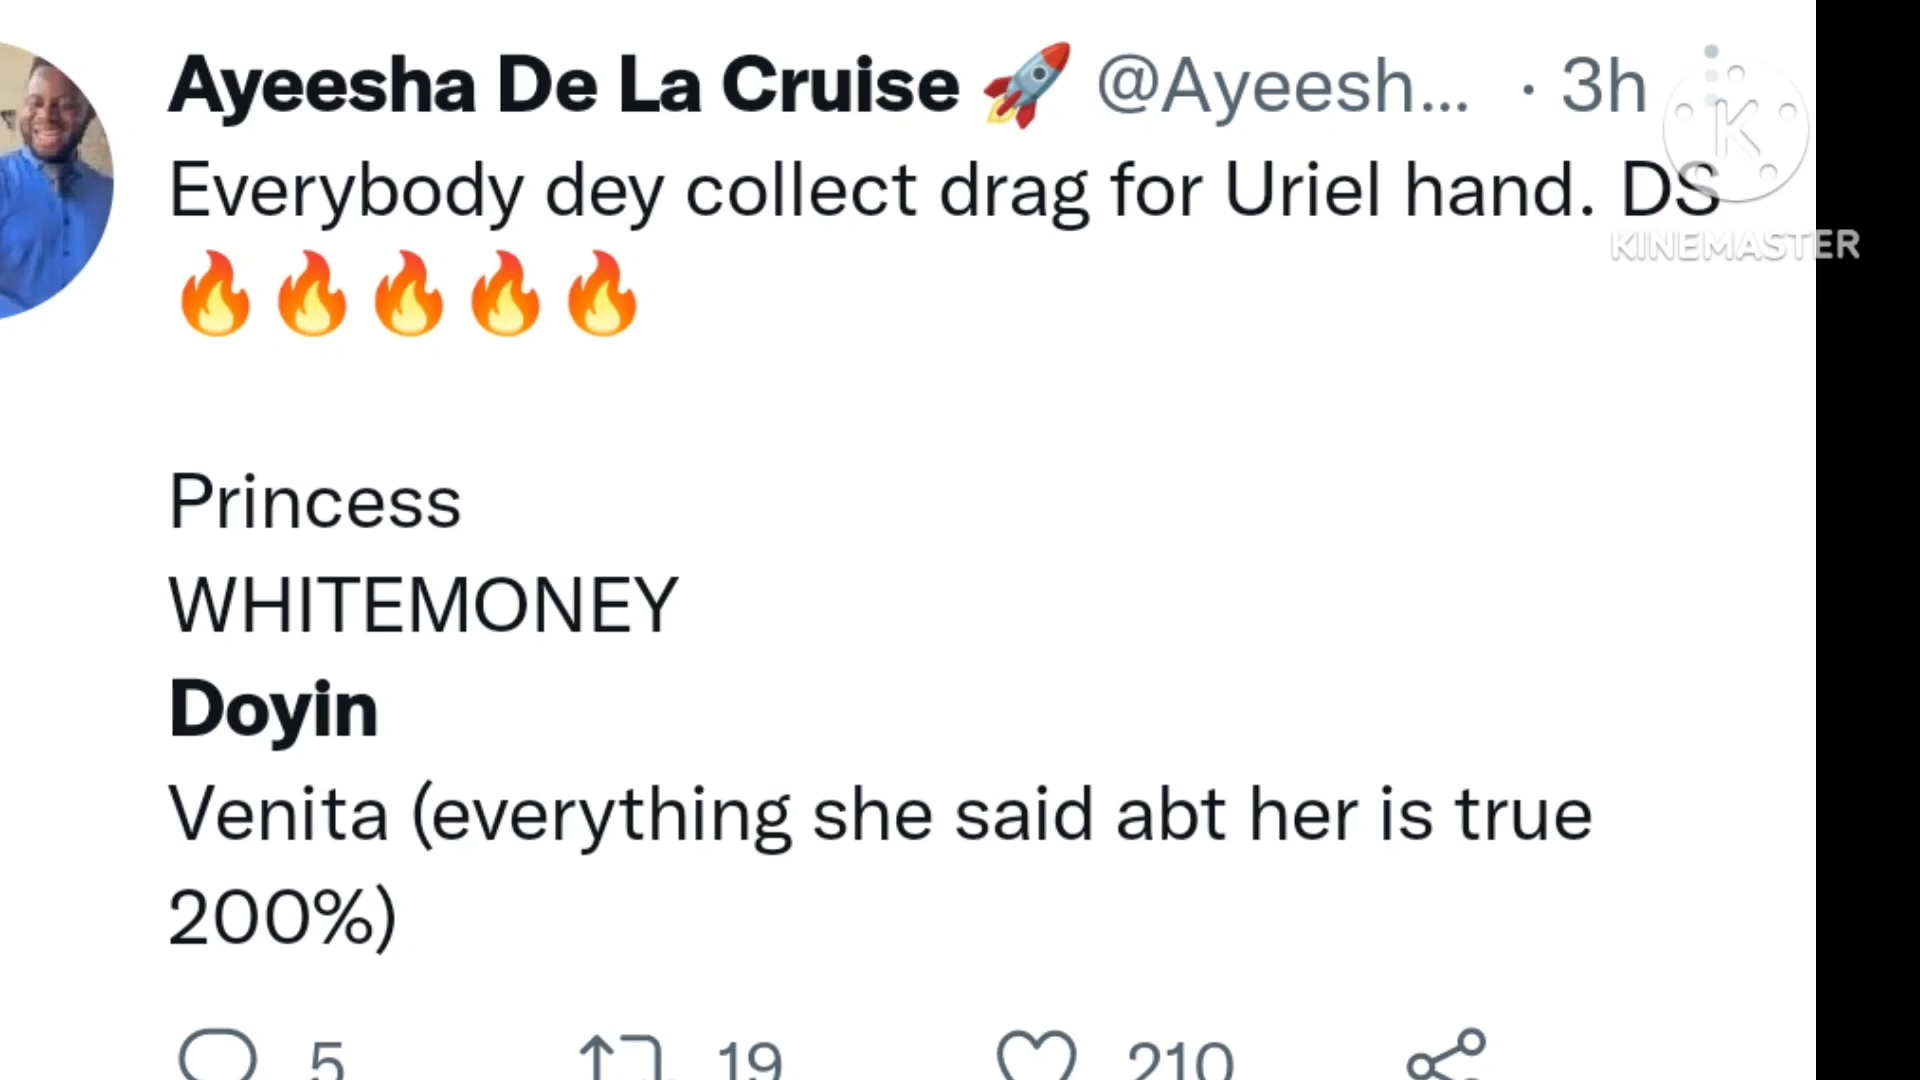 Ayeesha De La Cruise 🚀 @Ayeesh... · 3h
Everybody dey collect drag for Uriel hand. DS
🔥🔥🔥🔥🔥
Princess
WHITEMONEY
Doyin
Venita (everything she said abt her is true
200%)
5 19 210
K
KINEMASTER